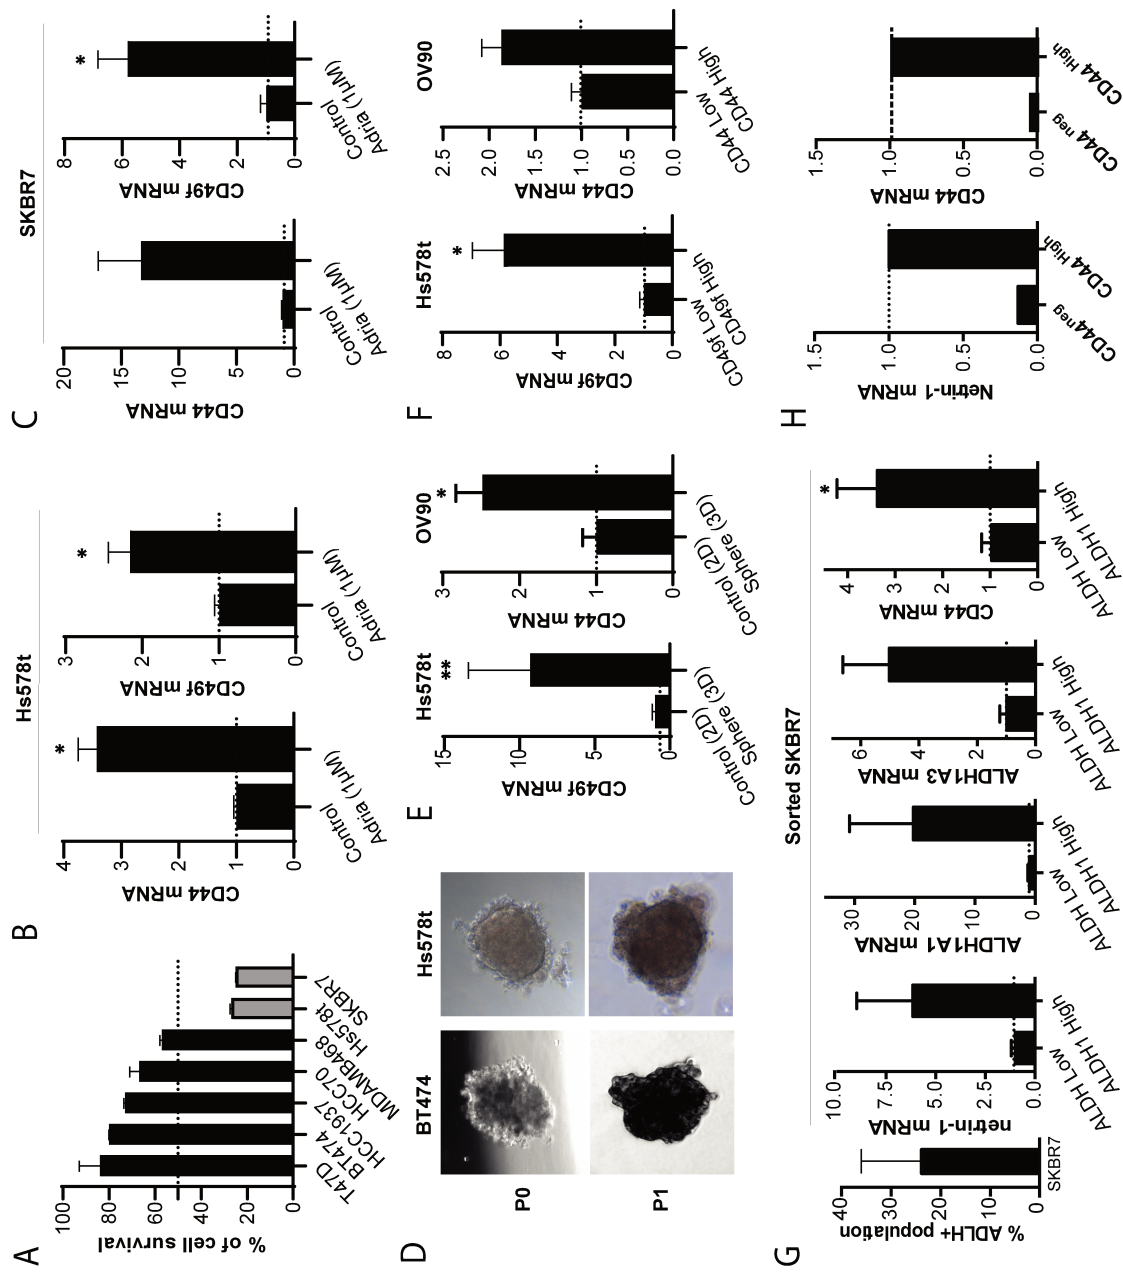 A
% of cell survival
100
80
60
40
20
0
T47D
BT474
HCC1937
HCC70
MDAMB468
Hs578t
SKBR7
B
Hs578t
CD44 mRNA
4
3
2
1
0
*
Control
Adria (1µM)
CD49f mRNA
3
2
1
0
*
Control
Adria (1µM)
C
SKBR7
CD44 mRNA
20
15
10
5
0
Control
Adria (1µM)
CD49f mRNA
8
6
4
2
0
*
Control
Adria (1µM)
D
BT474
Hs578t
P0
P1
E
Hs578t
CD49f mRNA
15
10
5
0
**
Control (2D)
Sphere (3D)
OV90
CD44 mRNA
3
2
1
0
*
Control (2D)
Sphere (3D)
F
Hs578t
CD49f mRNA
8
6
4
2
0
*
CD49f Low
CD49f High
OV90
CD44 mRNA
2.5
2.0
1.5
1.0
0.5
0.0
CD44 Low
CD44 High
G
% ADLH+ population
40
30
20
10
0
SKBR7
Sorted SKBR7
netrin-1 mRNA
10.0
7.5
5.0
2.5
0.0
ALDH Low
ALDH1 High
ALDH1A1 mRNA
30
20
10
0
ALDH Low
ALDH1 High
ALDH1A3 mRNA
6
4
2
0
ALDH Low
ALDH1 High
CD44 mRNA
4
3
2
1
0
*
ALDH Low
ALDH1 High
H
Netrin-1 mRNA
1.5
1.0
0.5
0.0
CD44 neg
CD44 High
CD44 mRNA
1.5
1.0
0.5
0.0
CD44 neg
CD44 High